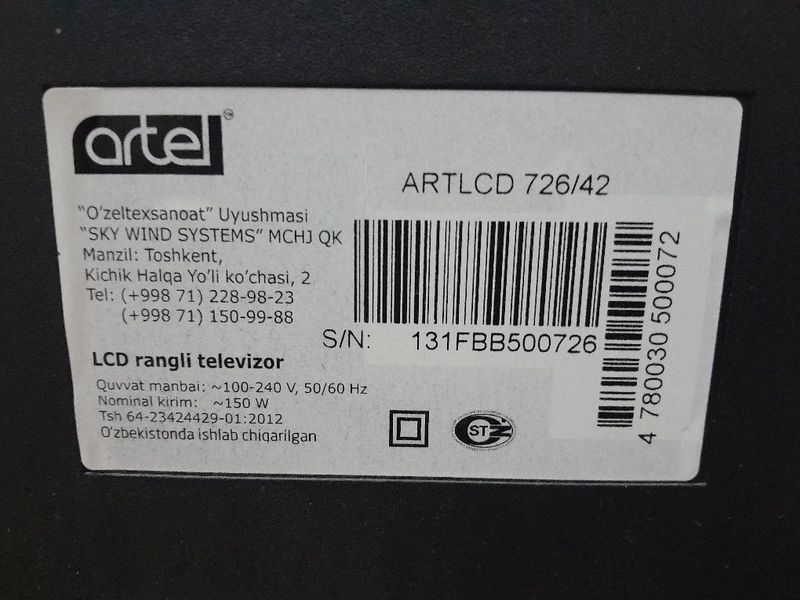 artel
TM
ARTLCD 726/42
"O'zeltexsanoat" Uyushmasi
"SKY WIND SYSTEMS" MCHJ QK
Manzil: Toshkent,
Kichik Halqa Yo'li ko'chasi, 2
Tel: (+998 71) 228-98-23
(+998 71) 150-99-88
S/N: 131FBB500726
4 780030 500072
LCD rangli televizor
Quvvat manbai: ~100-240 V, 50/60 Hz
Nominal kirim: ~150 W
Tsh 64-23424429-01:2012
O'zbekistonda ishlab chiqarilgan